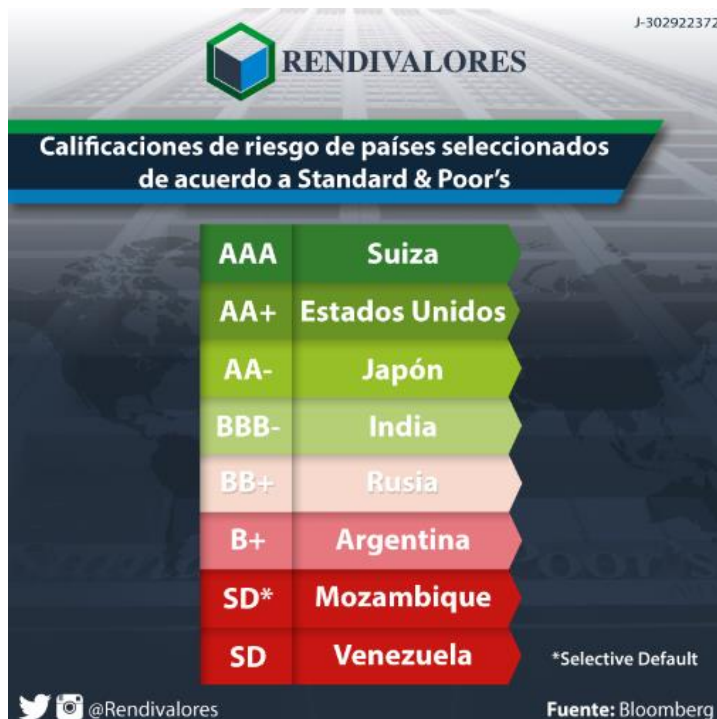 J-302922372
RENDIVALORES
Calificaciones de riesgo de países seleccionados
de acuerdo a Standard & Poor's
AAA Suiza
AA+ Estados Unidos
AA- Japón
BBB- India
BB+ Rusia
B+ Argentina
SD* Mozambique
SD Venezuela
*Selective Default
@Rendivalores
Fuente: Bloomberg